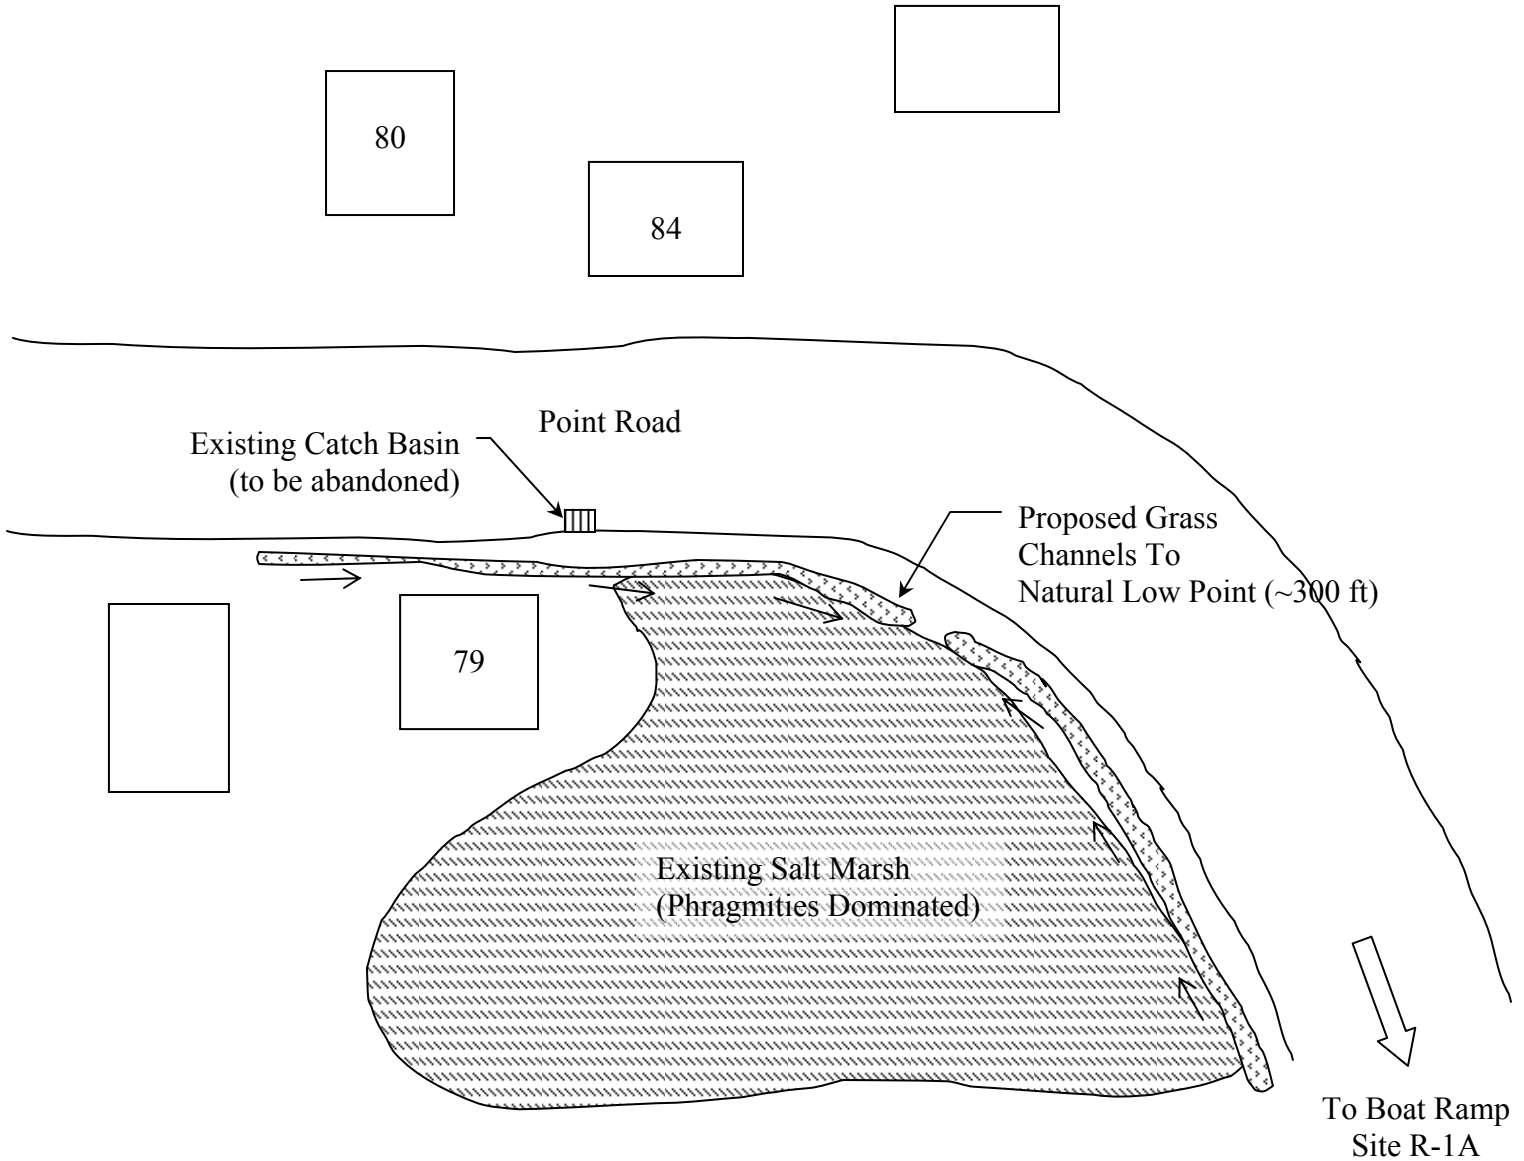 80
84
Point Road
Existing Catch Basin
(to be abandoned)
Proposed Grass
Channels To
Natural Low Point (~300 ft)
79
Existing Salt Marsh
(Phragmities Dominated)
To Boat Ramp
Site R-1A